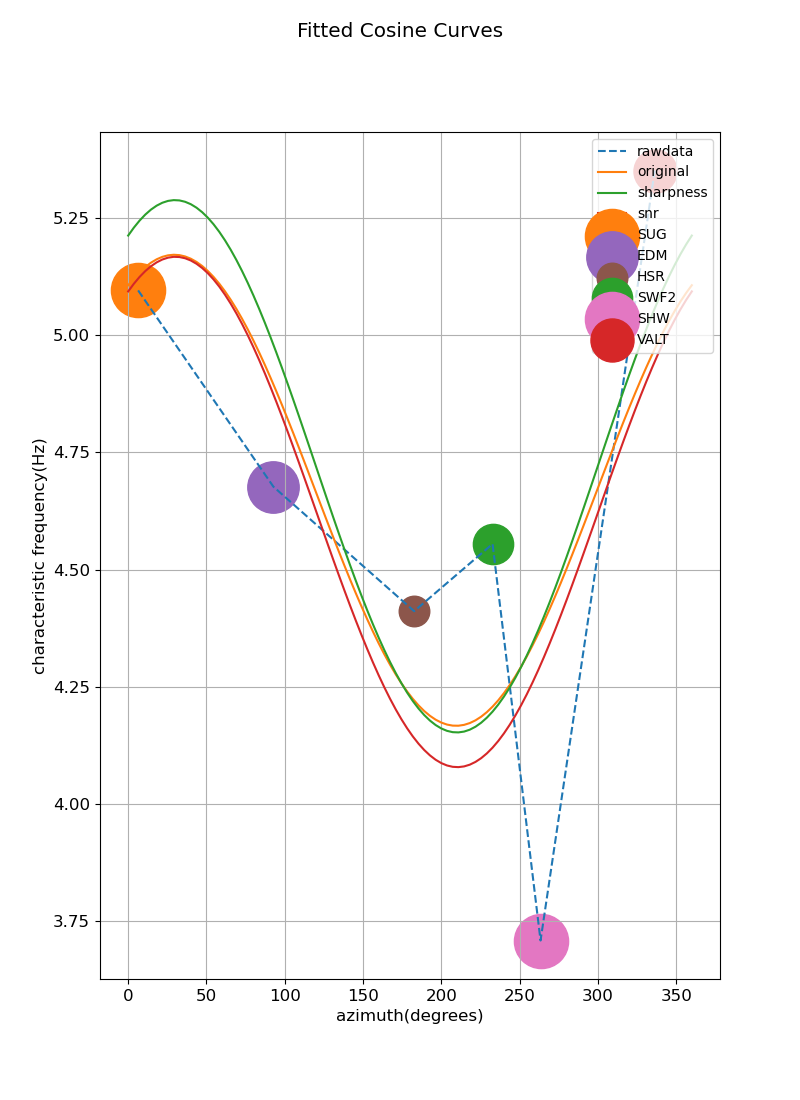 Fitted Cosine Curves
rawdata
original
sharpness
snr
SUG
EDM
HSR
SWF2
SHW
VALT
characteristic frequency(Hz)
5.25
5.00
4.75
4.50
4.25
4.00
3.75
0 50 100 150 200 250 300 350
azimuth(degrees)